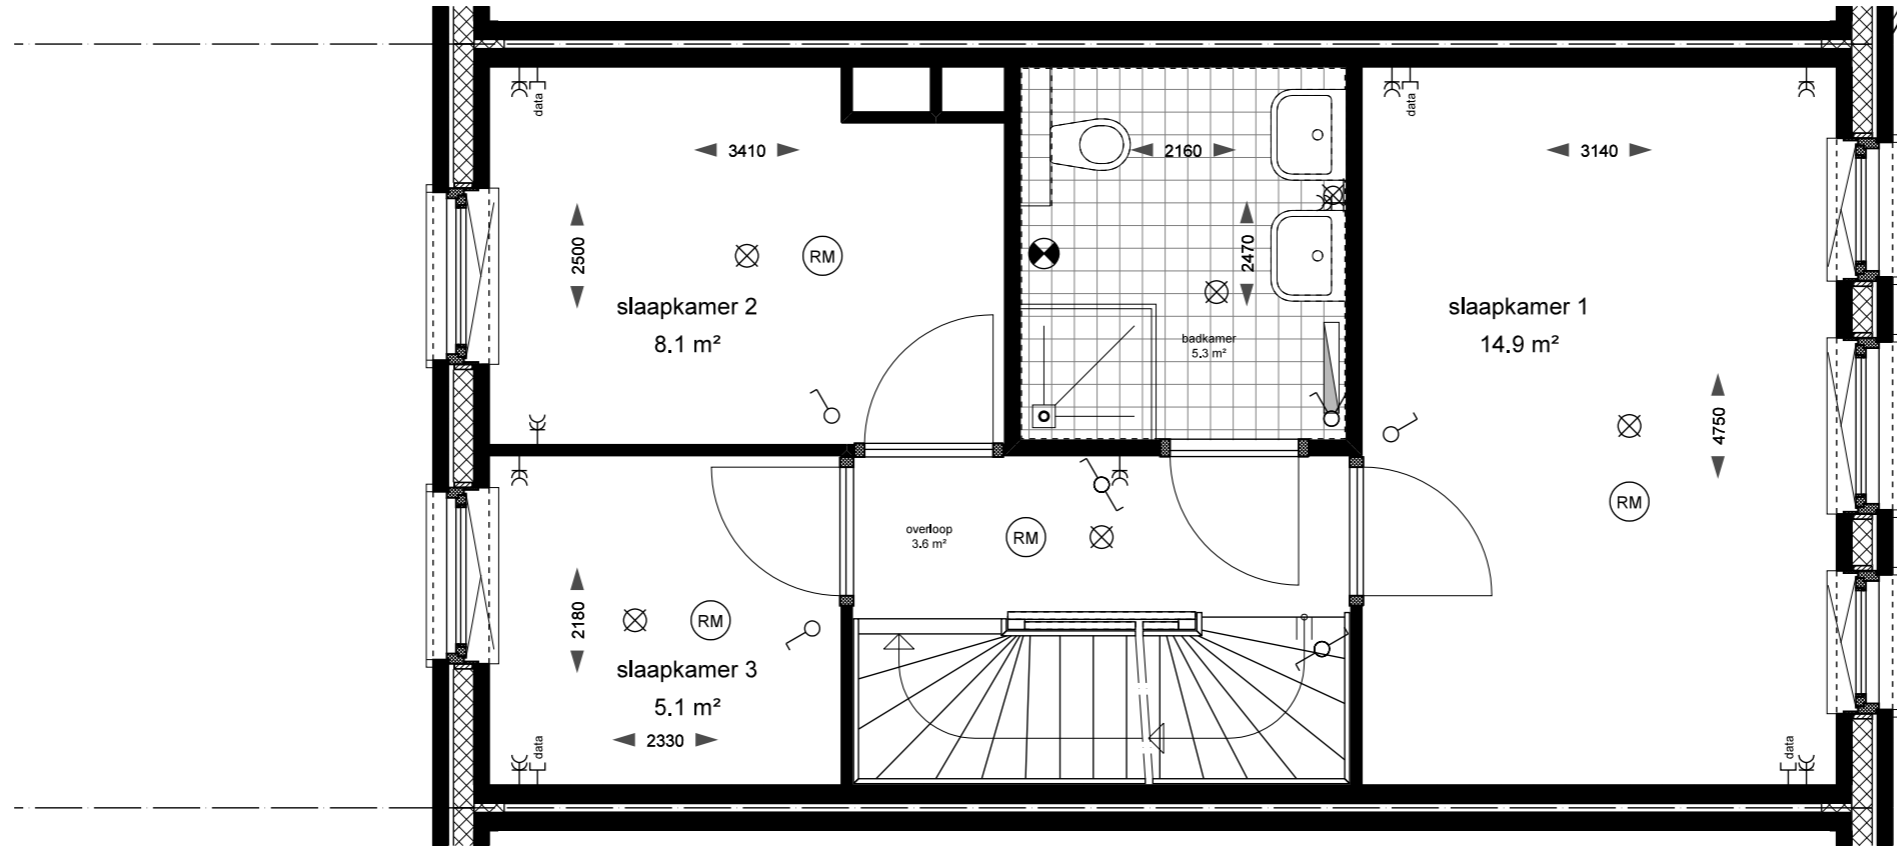 data
data
3410
2160
3140
2500
2470
RM
slaapkamer 2
8.1 m²
badkamer
5.3 m²
slaapkamer 1
14.9 m²
4750
RM
overloop
3.6 m²
RM
2180
RM
slaapkamer 3
5.1 m²
2330
data
data